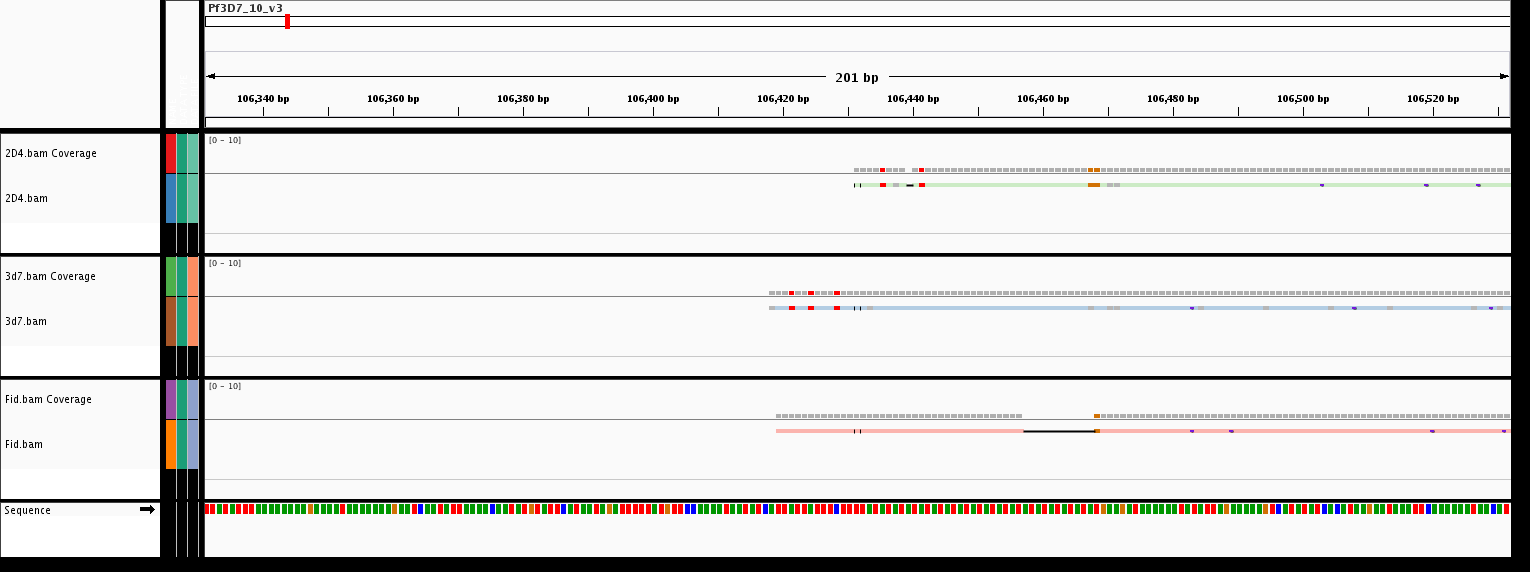 Pf3D7_10_v3
201 bp
106,340 bp 106,360 bp 106,380 bp 106,400 bp 106,420 bp 106,440 bp 106,460 bp 106,480 bp 106,500 bp 106,520 bp
[0 - 10]
2D4.bam Coverage
2D4.bam
[0 - 10]
3d7.bam Coverage
3d7.bam
[0 - 10]
Fid.bam Coverage
Fid.bam
Sequence